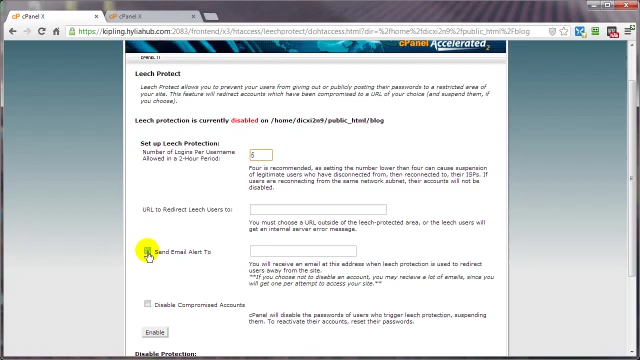 cP cPanel X
cP cPanel X
kipling.hyliahub.com:2083/frontend/x3/htaccess/leechprotect/dohtaccess.html?dir=%2Fhome%2Fdicxi2n9%2Fpublic_html%2Fblog
cPanel Accelerated2
CPANEL 11
Leech Protect
Leech Protect allows you to prevent your users from giving out or publicly posting their passwords to a restricted area of your
site. This feature will redirect accounts which have been compromised to a URL of your choice (and suspend them, if
you choose).
Leech protection is currently disabled on /home/dicxi2n9/public_html/blog
Set up Leech Protection:
Number of Logins Per Username
Allowed in a 2-Hour Period:
Four is recommended, as setting the number lower than four can cause suspension
of legitimate users who have disconnected from, then reconnected to, their ISPs. If
users are reconnecting from the same network subnet, their accounts will not be
disabled.
URL to Redirect Leech Users to:
You must choose a URL outside of the leech-protected area, or the leech users will
get an internal server error message.
Send Email Alert To
You will receive an email at this address when leech protection is used to redirect
users away from the site.
**If you choose not to disable an account, you may recieve a lot of emails, since you
will get one per attempt to access your site.**
Disable Compromised Accounts
cPanel will disable the passwords of users who trigger leech protection, suspending
them. To reactivate their accounts, reset their passwords.
Enable
Disable Protection: